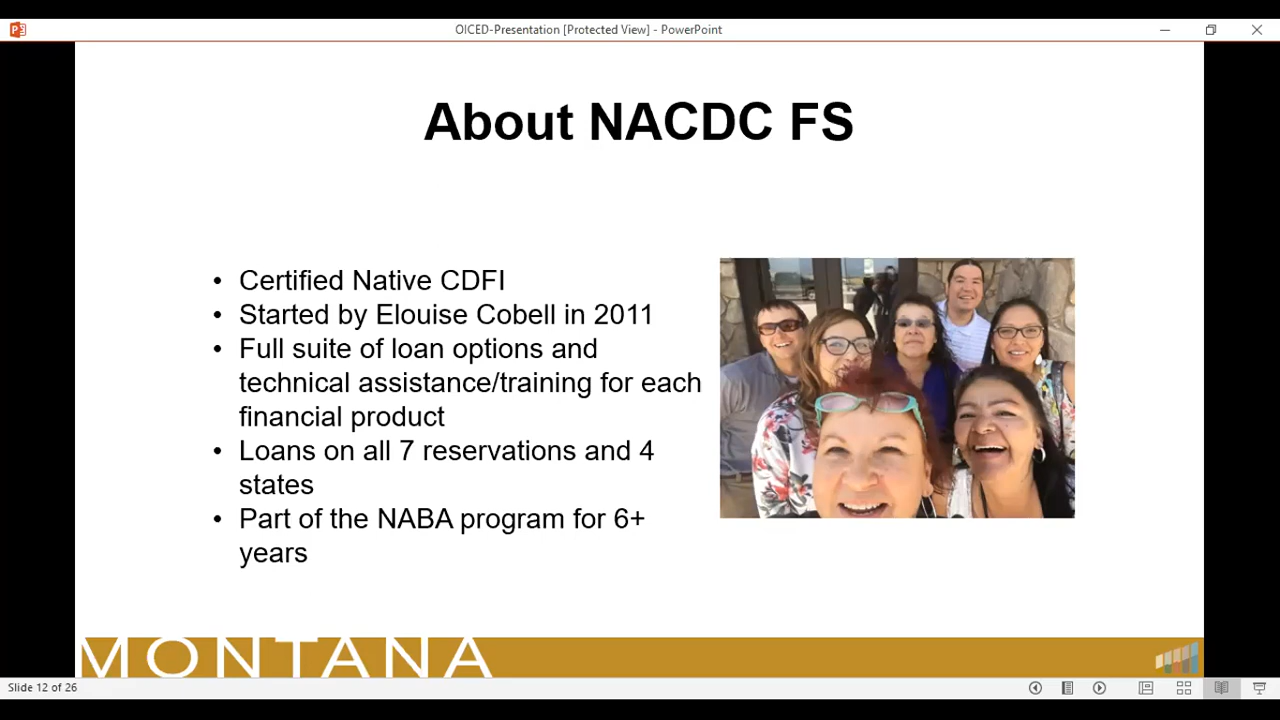 OICED-Presentation [Protected View] - PowerPoint
About NACDC FS
• Certified Native CDFI
• Started by Elouise Cobell in 2011
• Full suite of loan options and
technical assistance/training for each
financial product
• Loans on all 7 reservations and 4
states
• Part of the NABA program for 6+
years
MONTANA
Slide 12 of 26